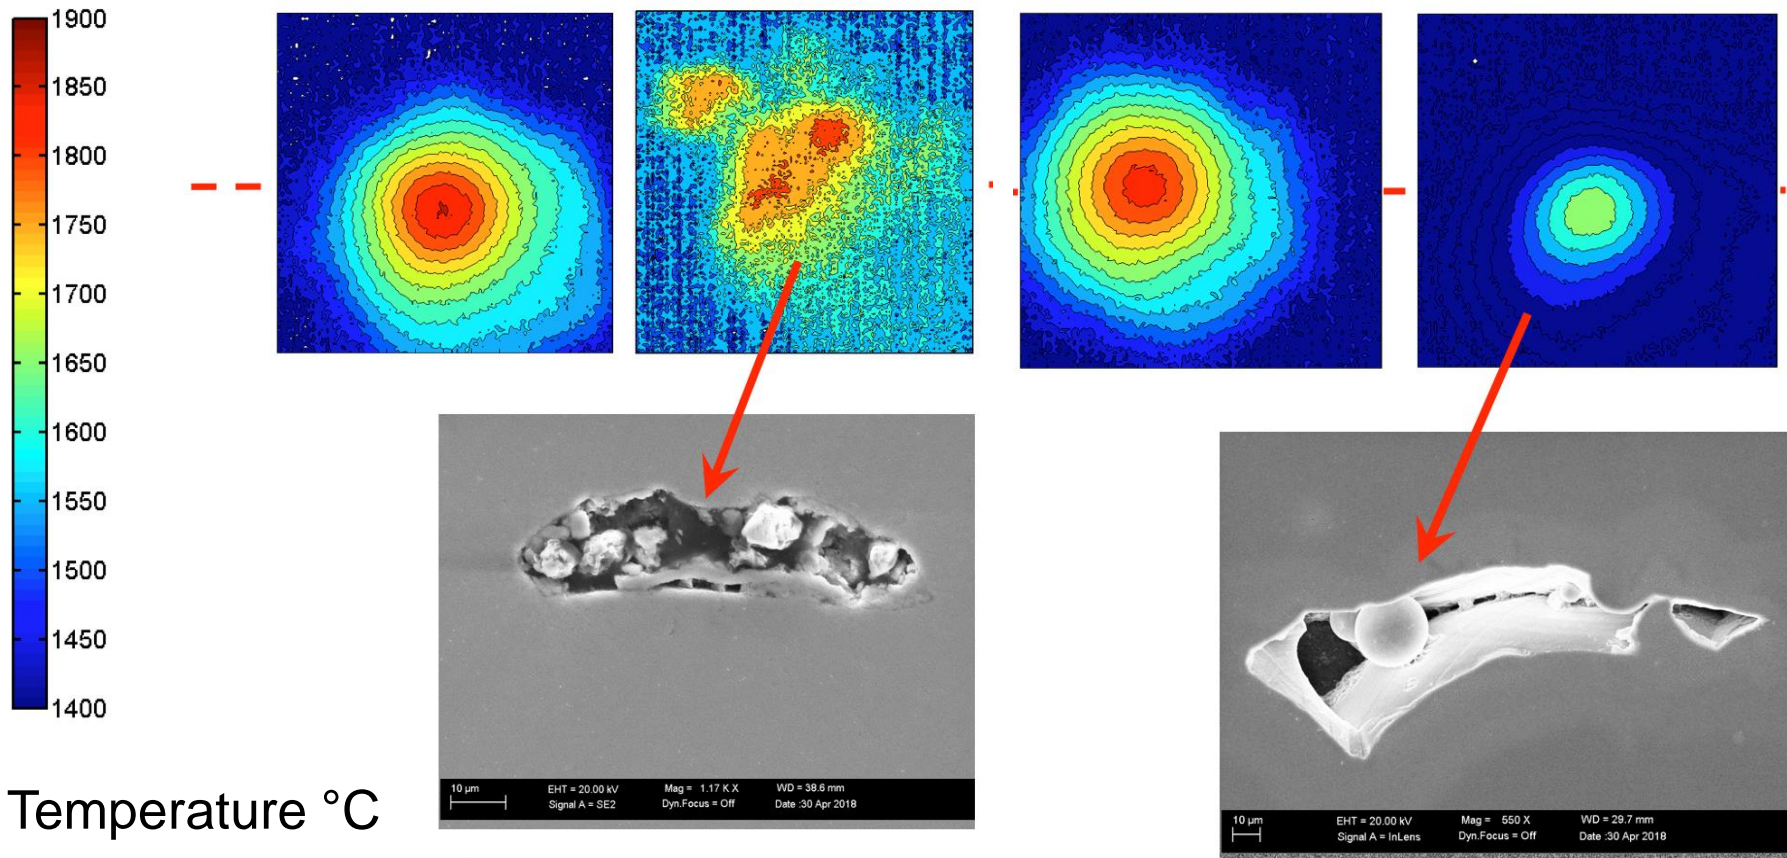 1900
1850
1800
1750
1700
1650
1600
1550
1500
1450
1400
Temperature °C
10 µm EHT = 20.00 kV Mag = 1.17 K X WD = 38.6 mm
Signal A = SE2 Dyn.Focus = Off Date :30 Apr 2018
10 µm EHT = 20.00 kV Mag = 550 X WD = 29.7 mm
Signal A = InLens Dyn.Focus = Off Date :30 Apr 2018